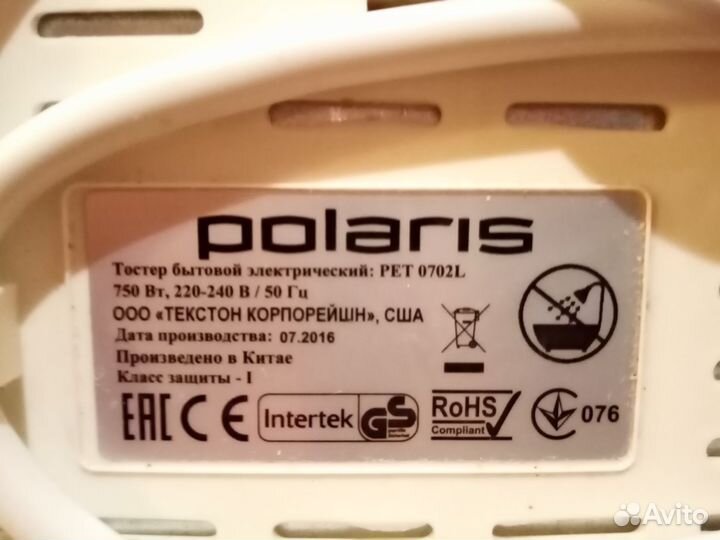 polaris
Тостер бытовой электрический: PET 0702L
750 Вт, 220-240 В / 50 Гц
ООО «ТЕКСТОН КОРПОРЕЙШН», США
Дата производства: 07.2016
Произведено в Китае
Класс защиты - I
EAC CE Intertek GS RoHS Compliant 076
Avito